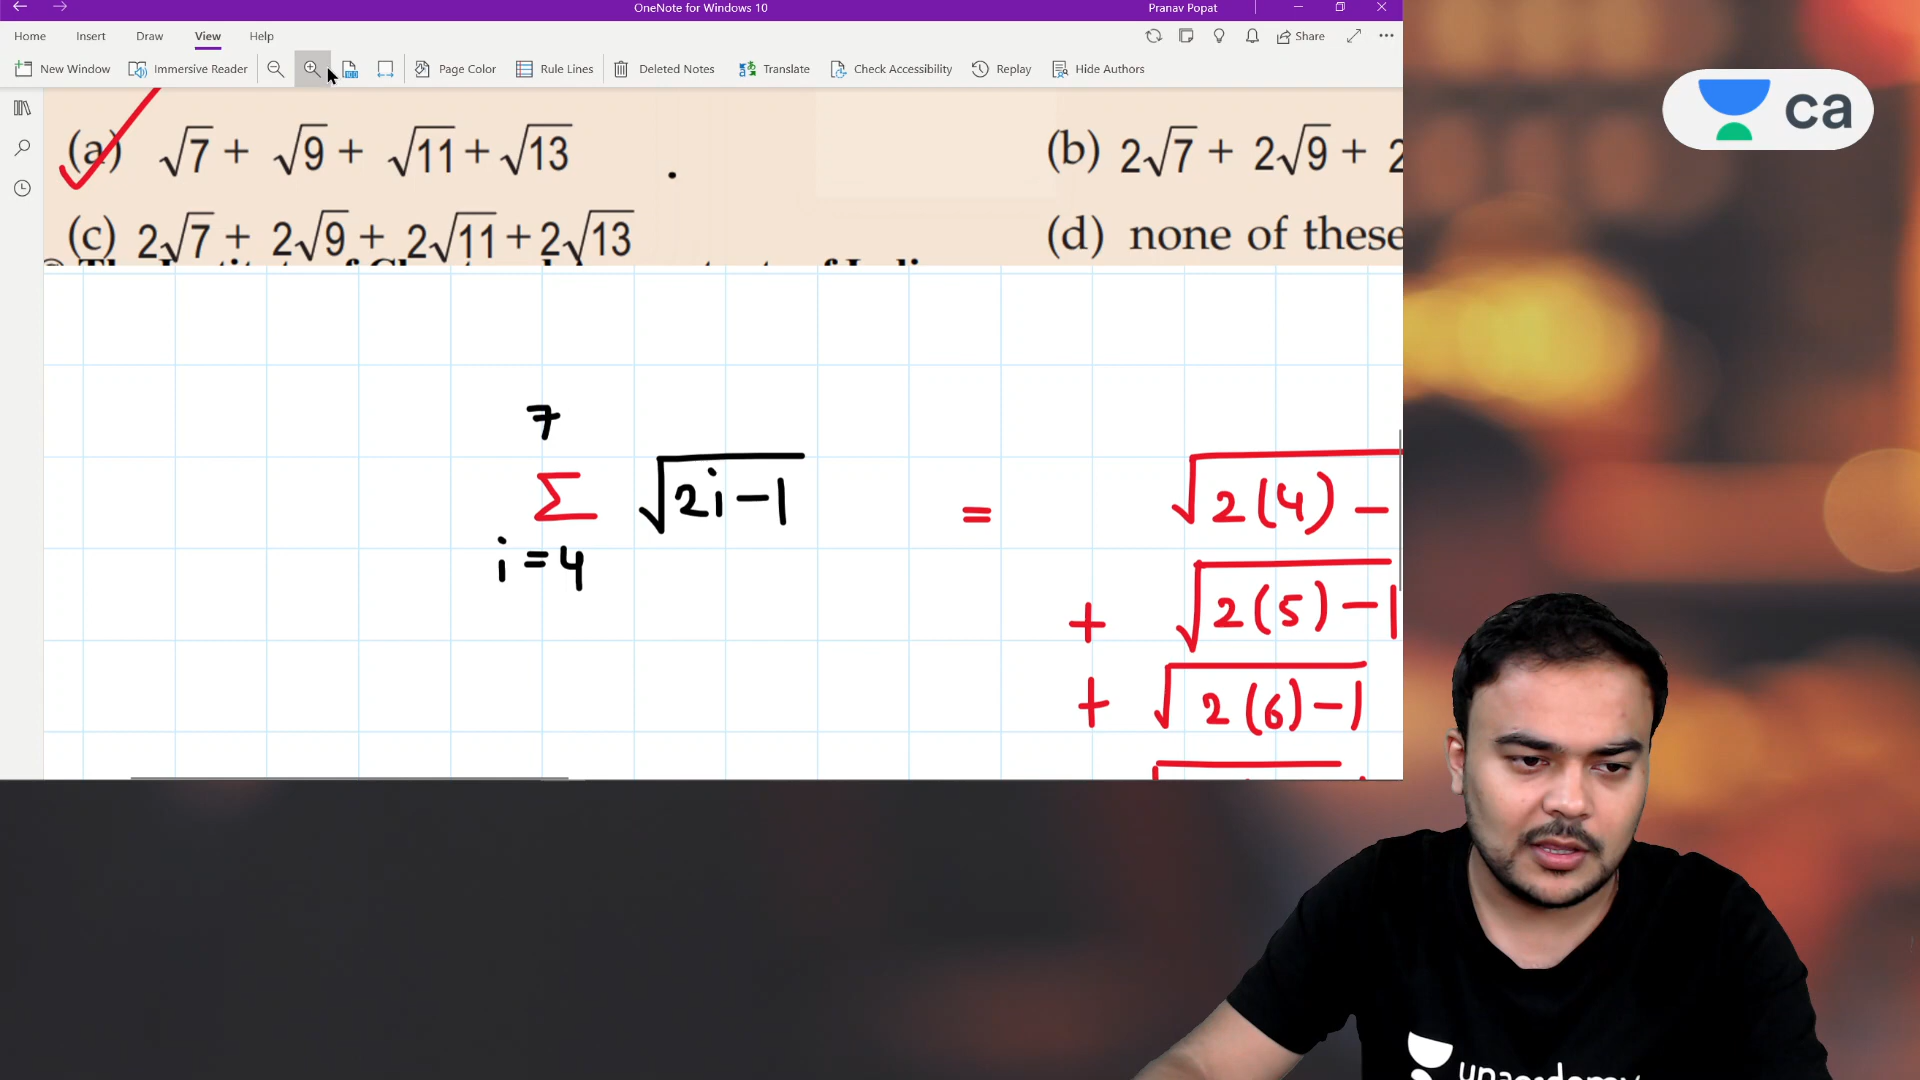 OneNote for Windows 10
Pranav Popat
Home Insert Draw View Help
Share
New Window Immersive Reader Page Color Rule Lines Deleted Notes Translate Check Accessibility Replay Hide Authors
ca
(a) √7 + √9 + √11 + √13 .
(b) 2√7 + 2√9 + 2
(c) 2√7 + 2√9 + 2√11 + 2√13
(d) none of these
7
Σ √2i-1 = √2(4) -
i = 4
+ √2(5) - 1
+ √2(6) - 1